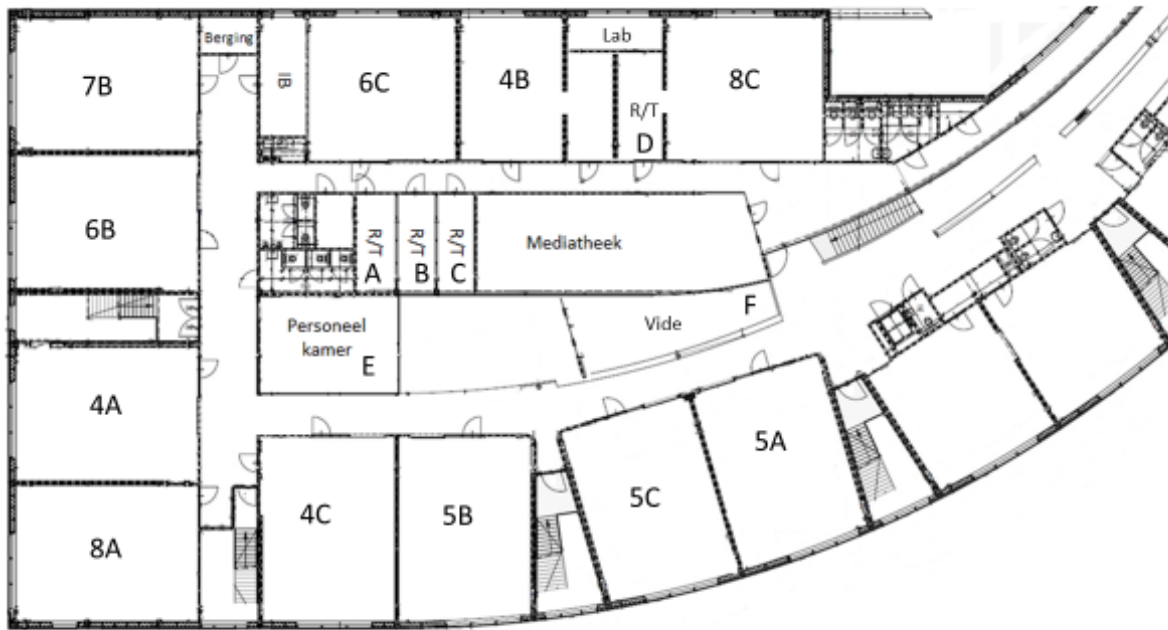 Berging
Lab
7B
IB
6C
4B
8C
R/T
D
6B
R/T
A
R/T
B
R/T
C
Mediatheek
Personeel
kamer
E
Vide
F
4A
5A
4C
5B
5C
8A